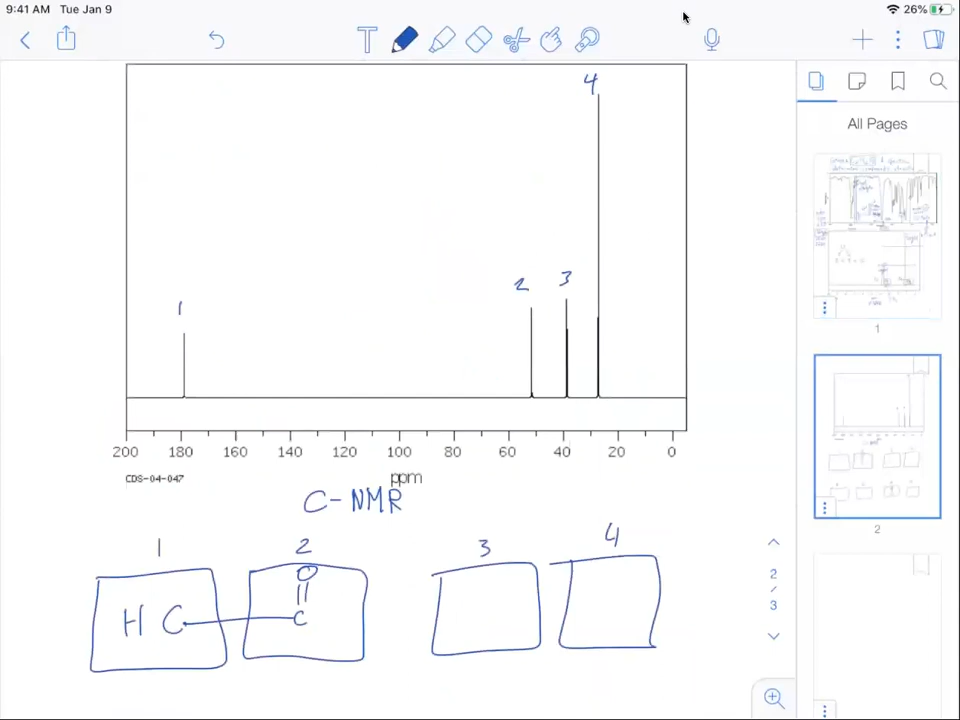 9:41 AM Tue Jan 9
26%
T
All Pages
4
2 3
1
200 180 160 140 120 100 80 60 40 20 0
CDS-04-047
ppm
C-NMR
1 2 3 4
O
H C C
1
2
2
3